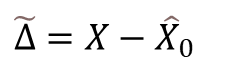 Δ̃ = X − X̂₀